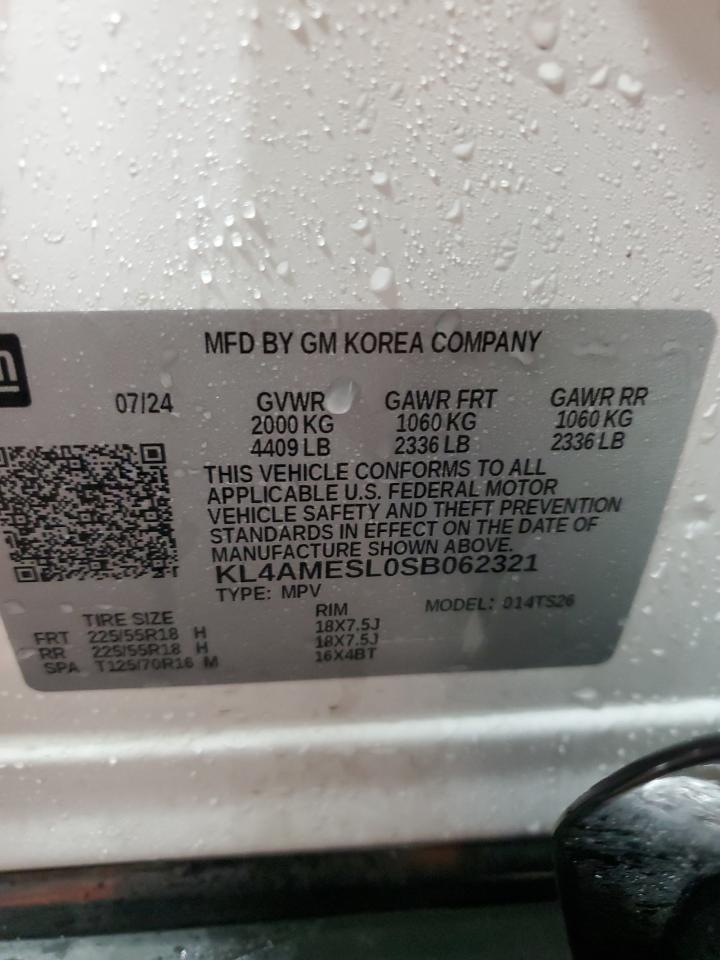 m
MFD BY GM KOREA COMPANY
07/24 GVWR GAWR FRT GAWR RR
2000 KG 1060 KG 1060 KG
4409 LB 2336 LB 2336 LB
THIS VEHICLE CONFORMS TO ALL
APPLICABLE U.S. FEDERAL MOTOR
VEHICLE SAFETY AND THEFT PREVENTION
STANDARDS IN EFFECT ON THE DATE OF
MANUFACTURE SHOWN ABOVE.
KL4AMESL0SB062321
TYPE: MPV MODEL: 014TS26
TIRE SIZE RIM
FRT 225/55R18 H 18X7.5J
RR 225/55R18 H 18X7.5J
SPA T125/70R16 M 16X4BT